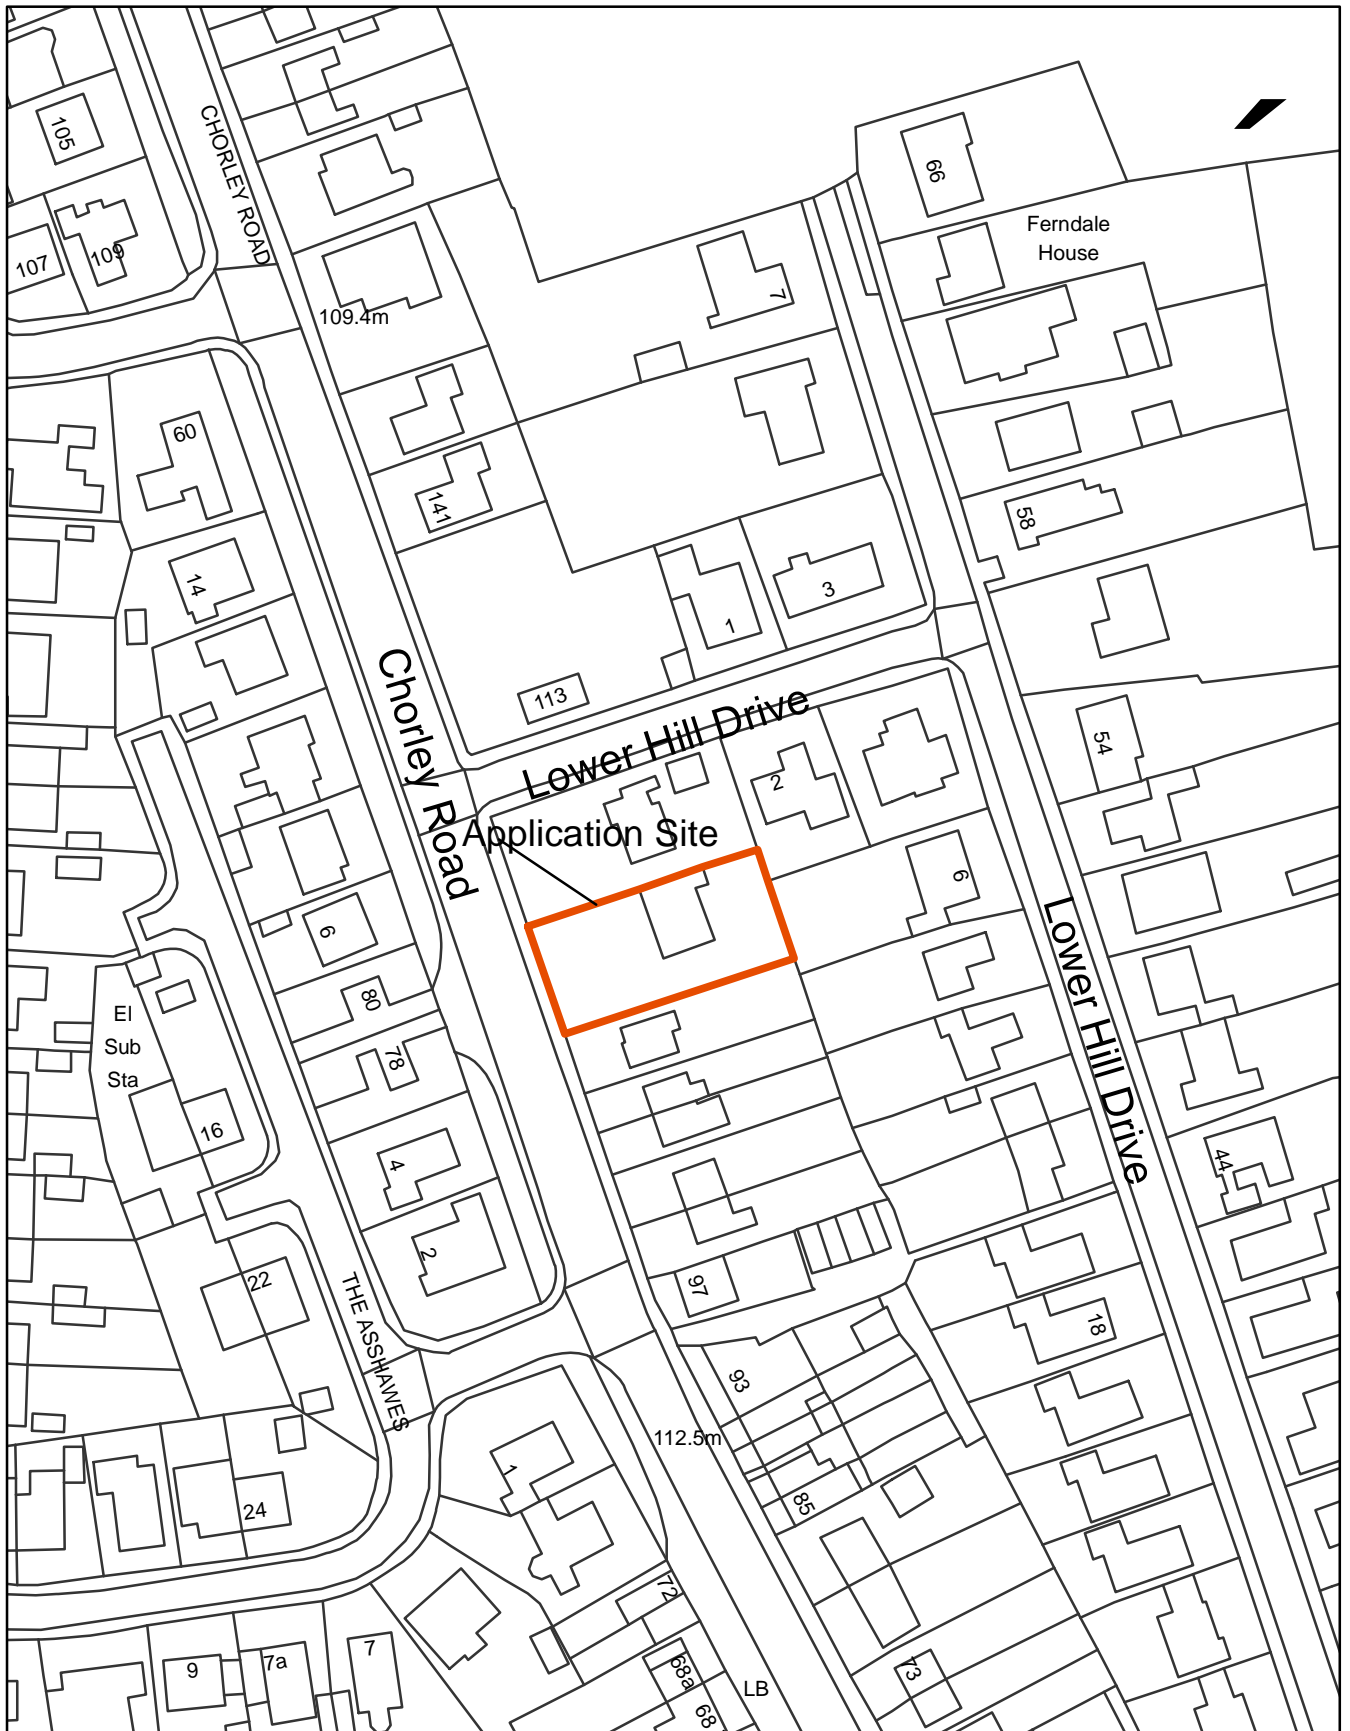 105
CHORLEY ROAD
66
109
107
Ferndale
House
7
109.4m
60
141
58
14
3
1
113
Chorley Road
Lower Hill Drive
54
2
Application Site
6
6
Lower Hill Drive
80
El
Sub
Sta
78
16
4
44
2
22
97
THE ASSHAWES
18
93
112.5m
1
85
24
72
7
9
7a
68a
73
LB
68